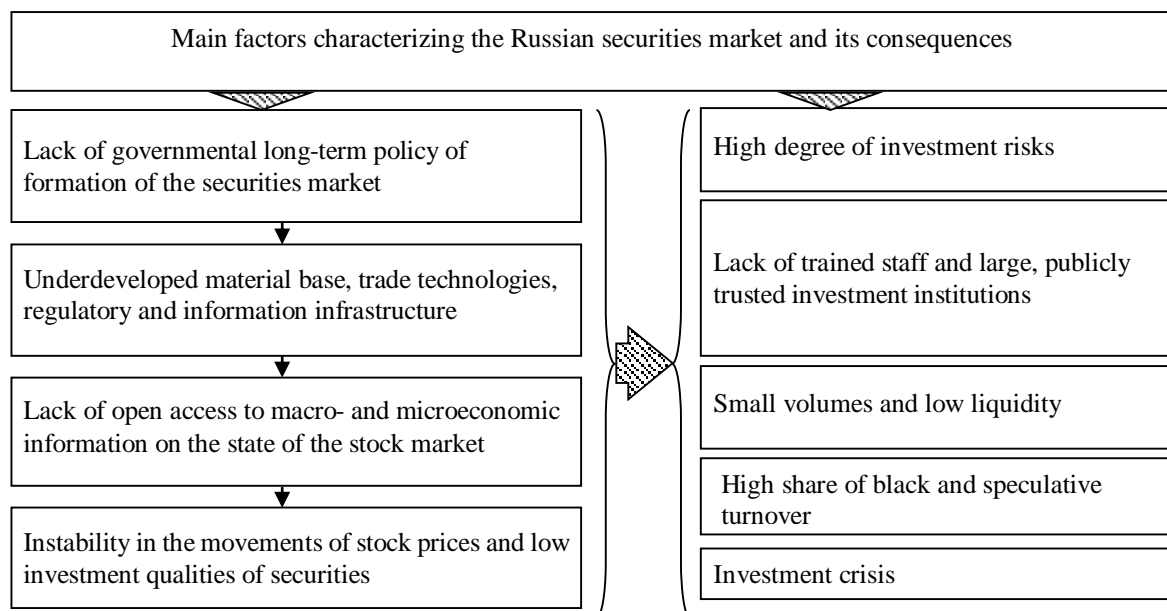 Main factors characterizing the Russian securities market and its consequences
Lack of governmental long-term policy of
formation of the securities market
Underdeveloped material base, trade technologies,
regulatory and information infrastructure
Lack of open access to macro- and microeconomic
information on the state of the stock market
Instability in the movements of stock prices and low
investment qualities of securities
High degree of investment risks
Lack of trained staff and large, publicly
trusted investment institutions
Small volumes and low liquidity
High share of black and speculative
turnover
Investment crisis